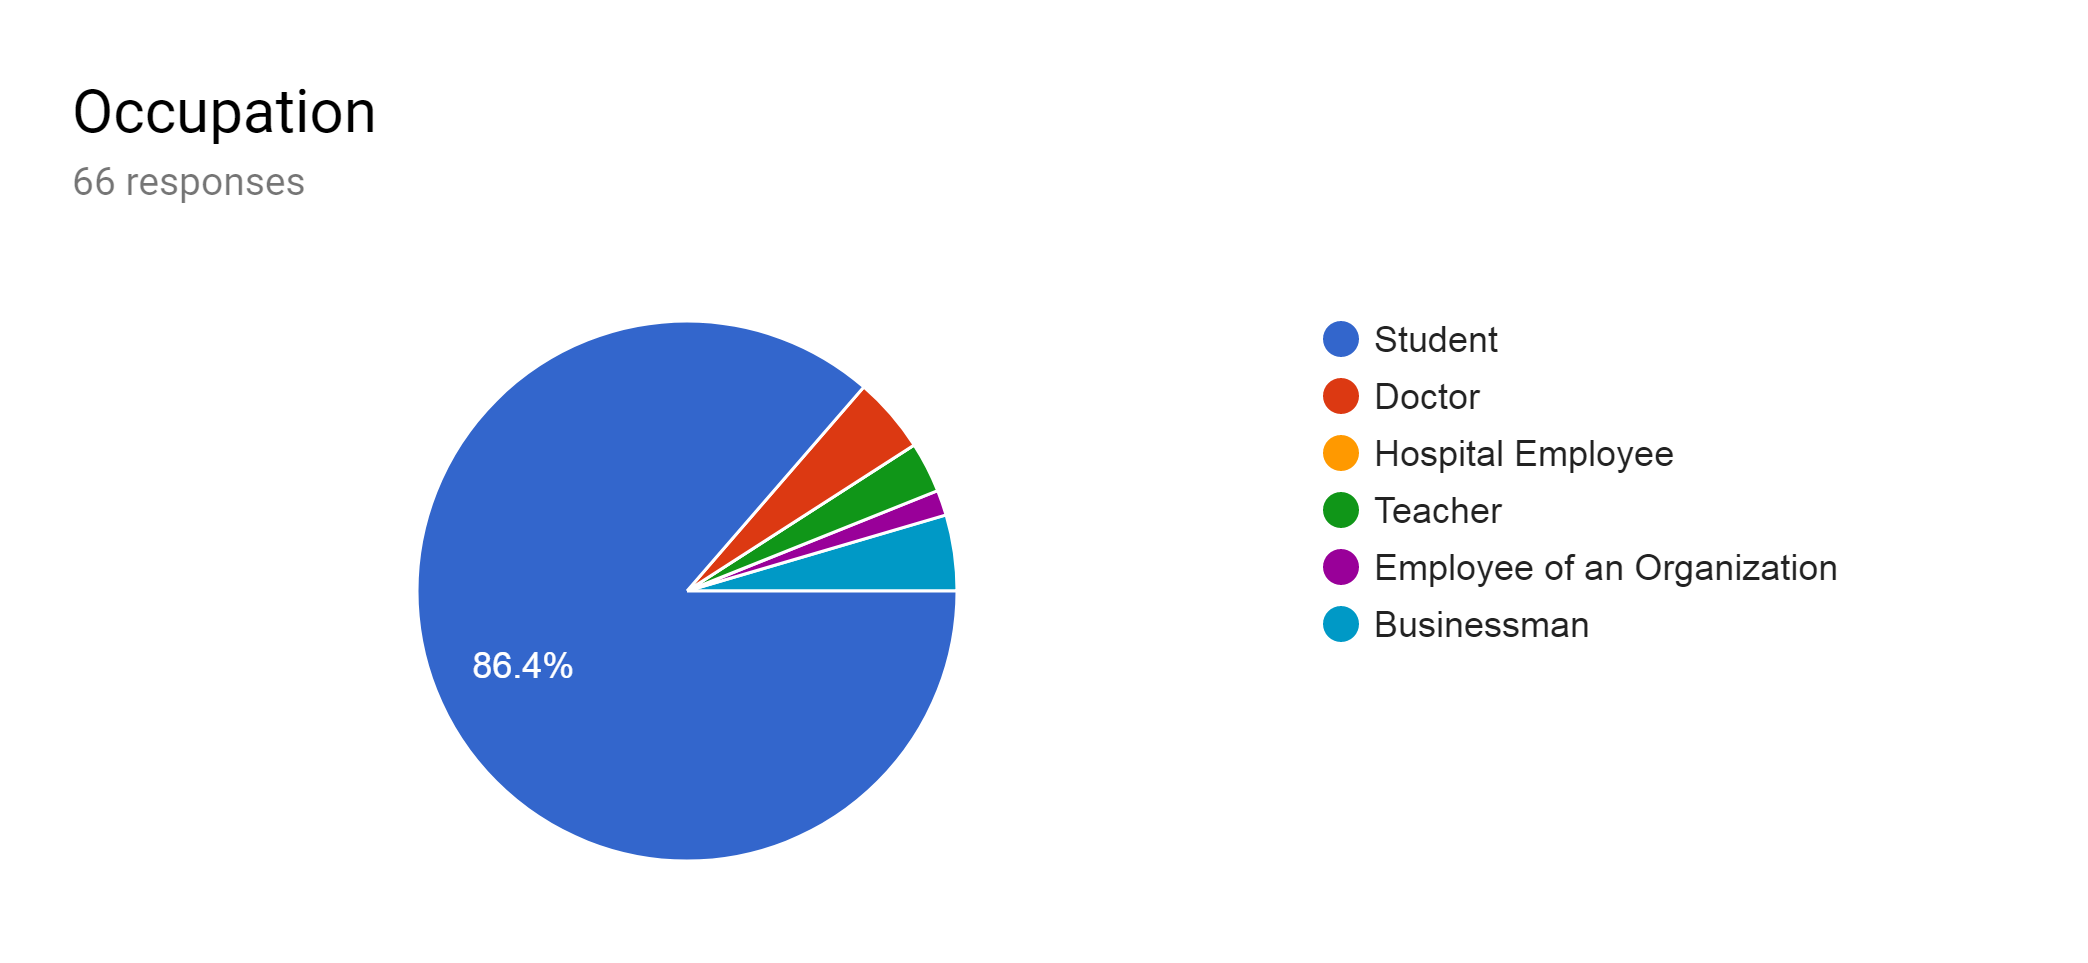 Occupation
66 responses
86.4%
Student
Doctor
Hospital Employee
Teacher
Employee of an Organization
Businessman